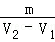 m
V₂ - V₁